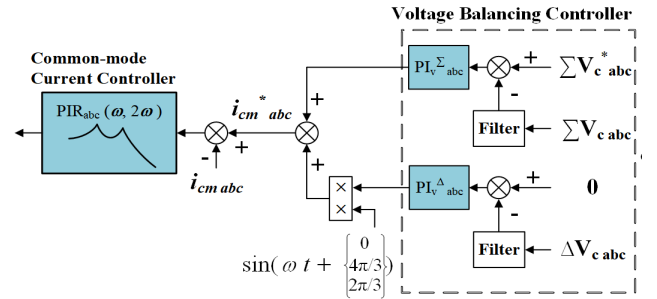 Voltage Balancing Controller
Common-mode
Current Controller
PIR_abc (ω, 2ω)
i_cm*_abc
i_cm abc
+
-
+
+
×
×
sin( ω t + {0 4π/3 2π/3})
PI_v^Σ_abc
+
-
∑V_c*_abc
Filter
∑V_c abc
PI_v^Δ_abc
+
-
0
Filter
ΔV_c abc